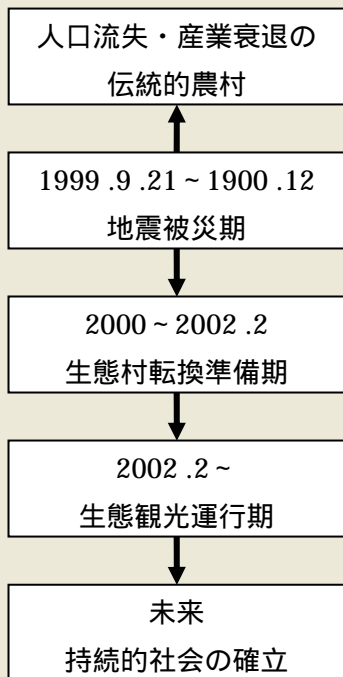 人口流失・産業衰退の
伝統的農村
1999 .9 .21 ~ 1900 .12
地震被災期
2000 ~ 2002 .2
生態村転換準備期
2002 .2 ~
生態観光運行期
未来
持続的社会の確立